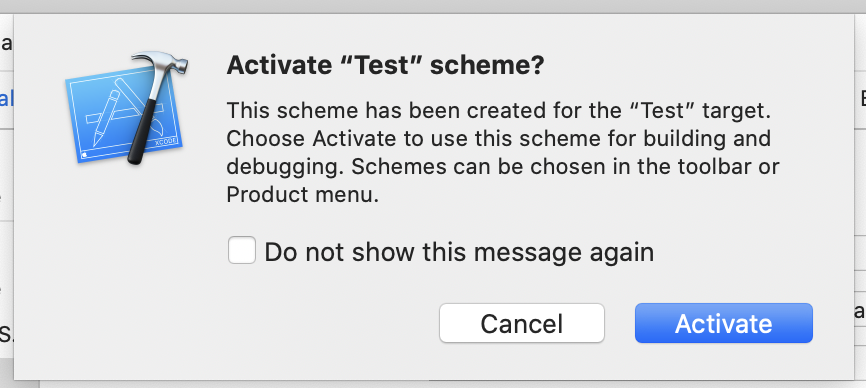 Activate “Test” scheme?
This scheme has been created for the “Test” target.
Choose Activate to use this scheme for building and
debugging. Schemes can be chosen in the toolbar or
Product menu.
Do not show this message again
Cancel
Activate
XCODE